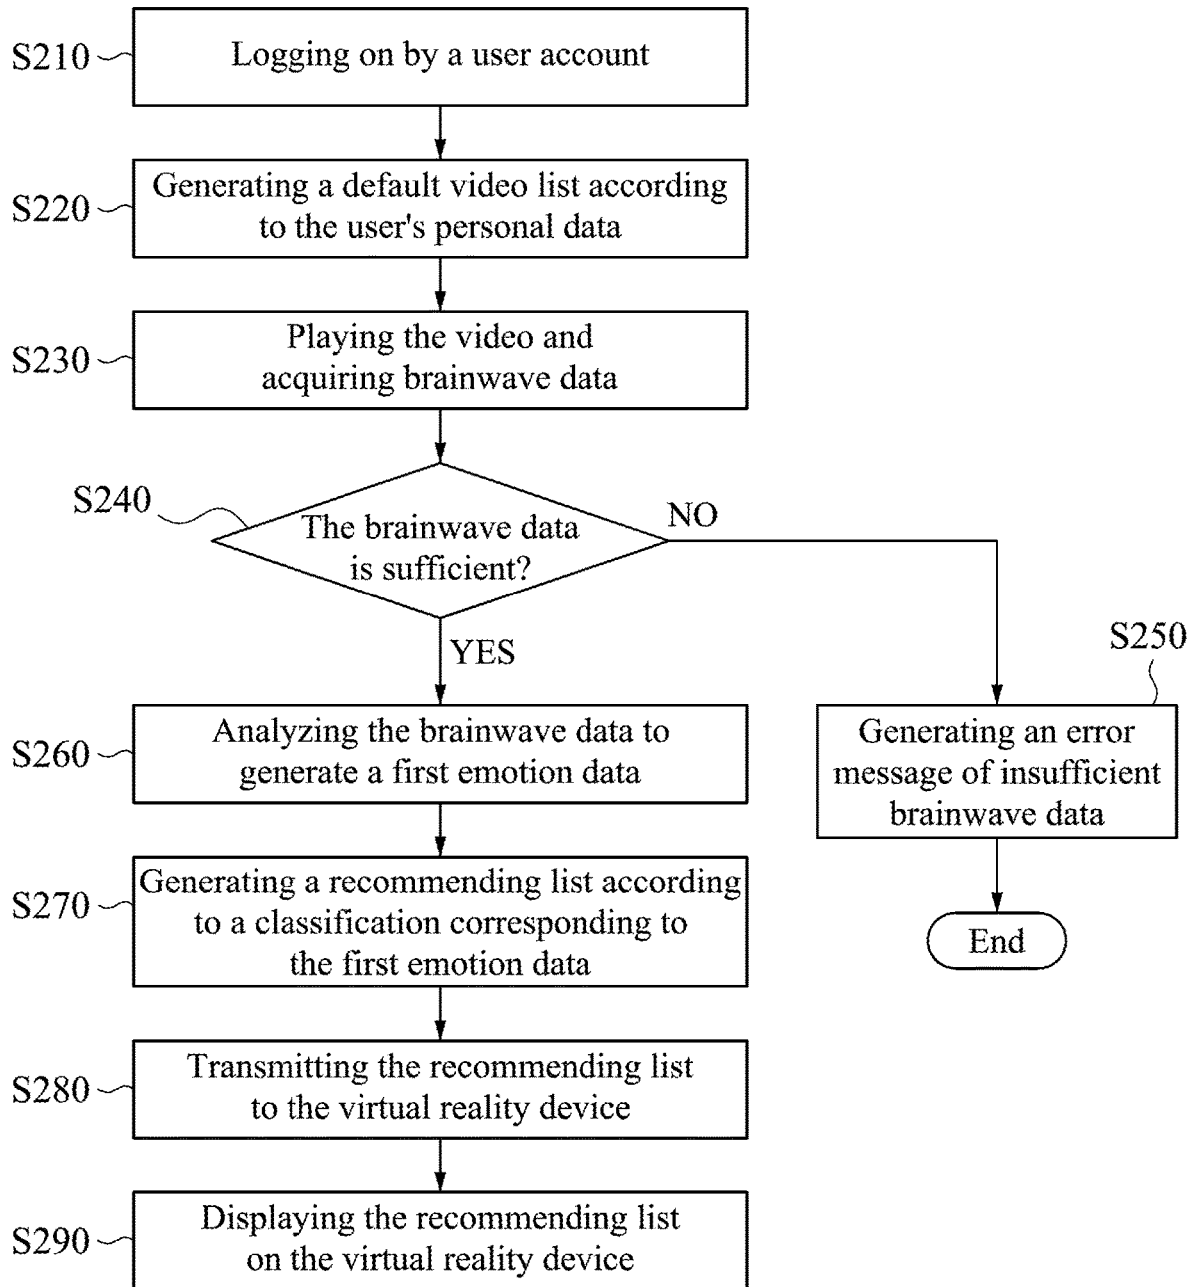 S210
Logging on by a user account
S220
Generating a default video list according
to the user's personal data
S230
Playing the video and
acquiring brainwave data
S240
The brainwave data
is sufficient?
NO
YES
S250
Generating an error
message of insufficient
brainwave data
End
S260
Analyzing the brainwave data to
generate a first emotion data
S270
Generating a recommending list according
to a classification corresponding to
the first emotion data
S280
Transmitting the recommending list
to the virtual reality device
S290
Displaying the recommending list
on the virtual reality device